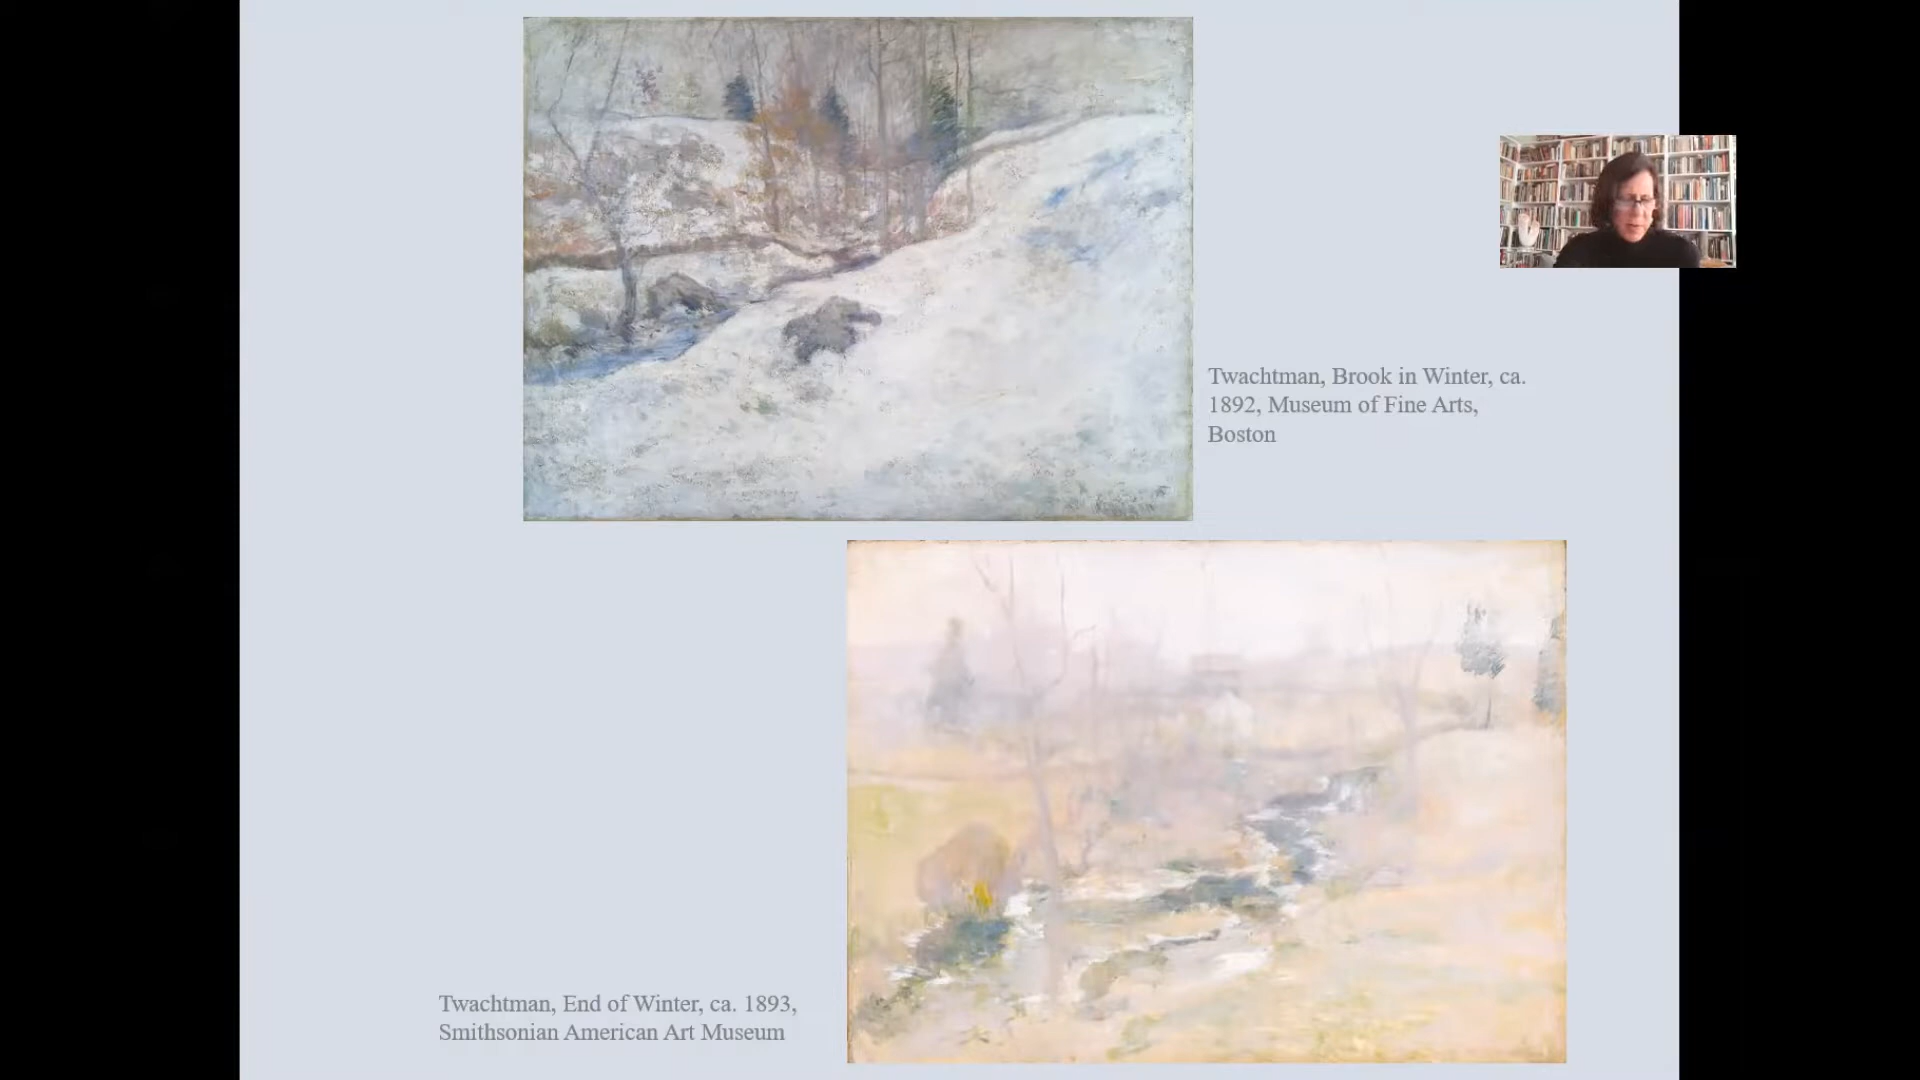 Twachtman, Brook in Winter, ca.
1892, Museum of Fine Arts,
Boston
Twachtman, End of Winter, ca. 1893,
Smithsonian American Art Museum